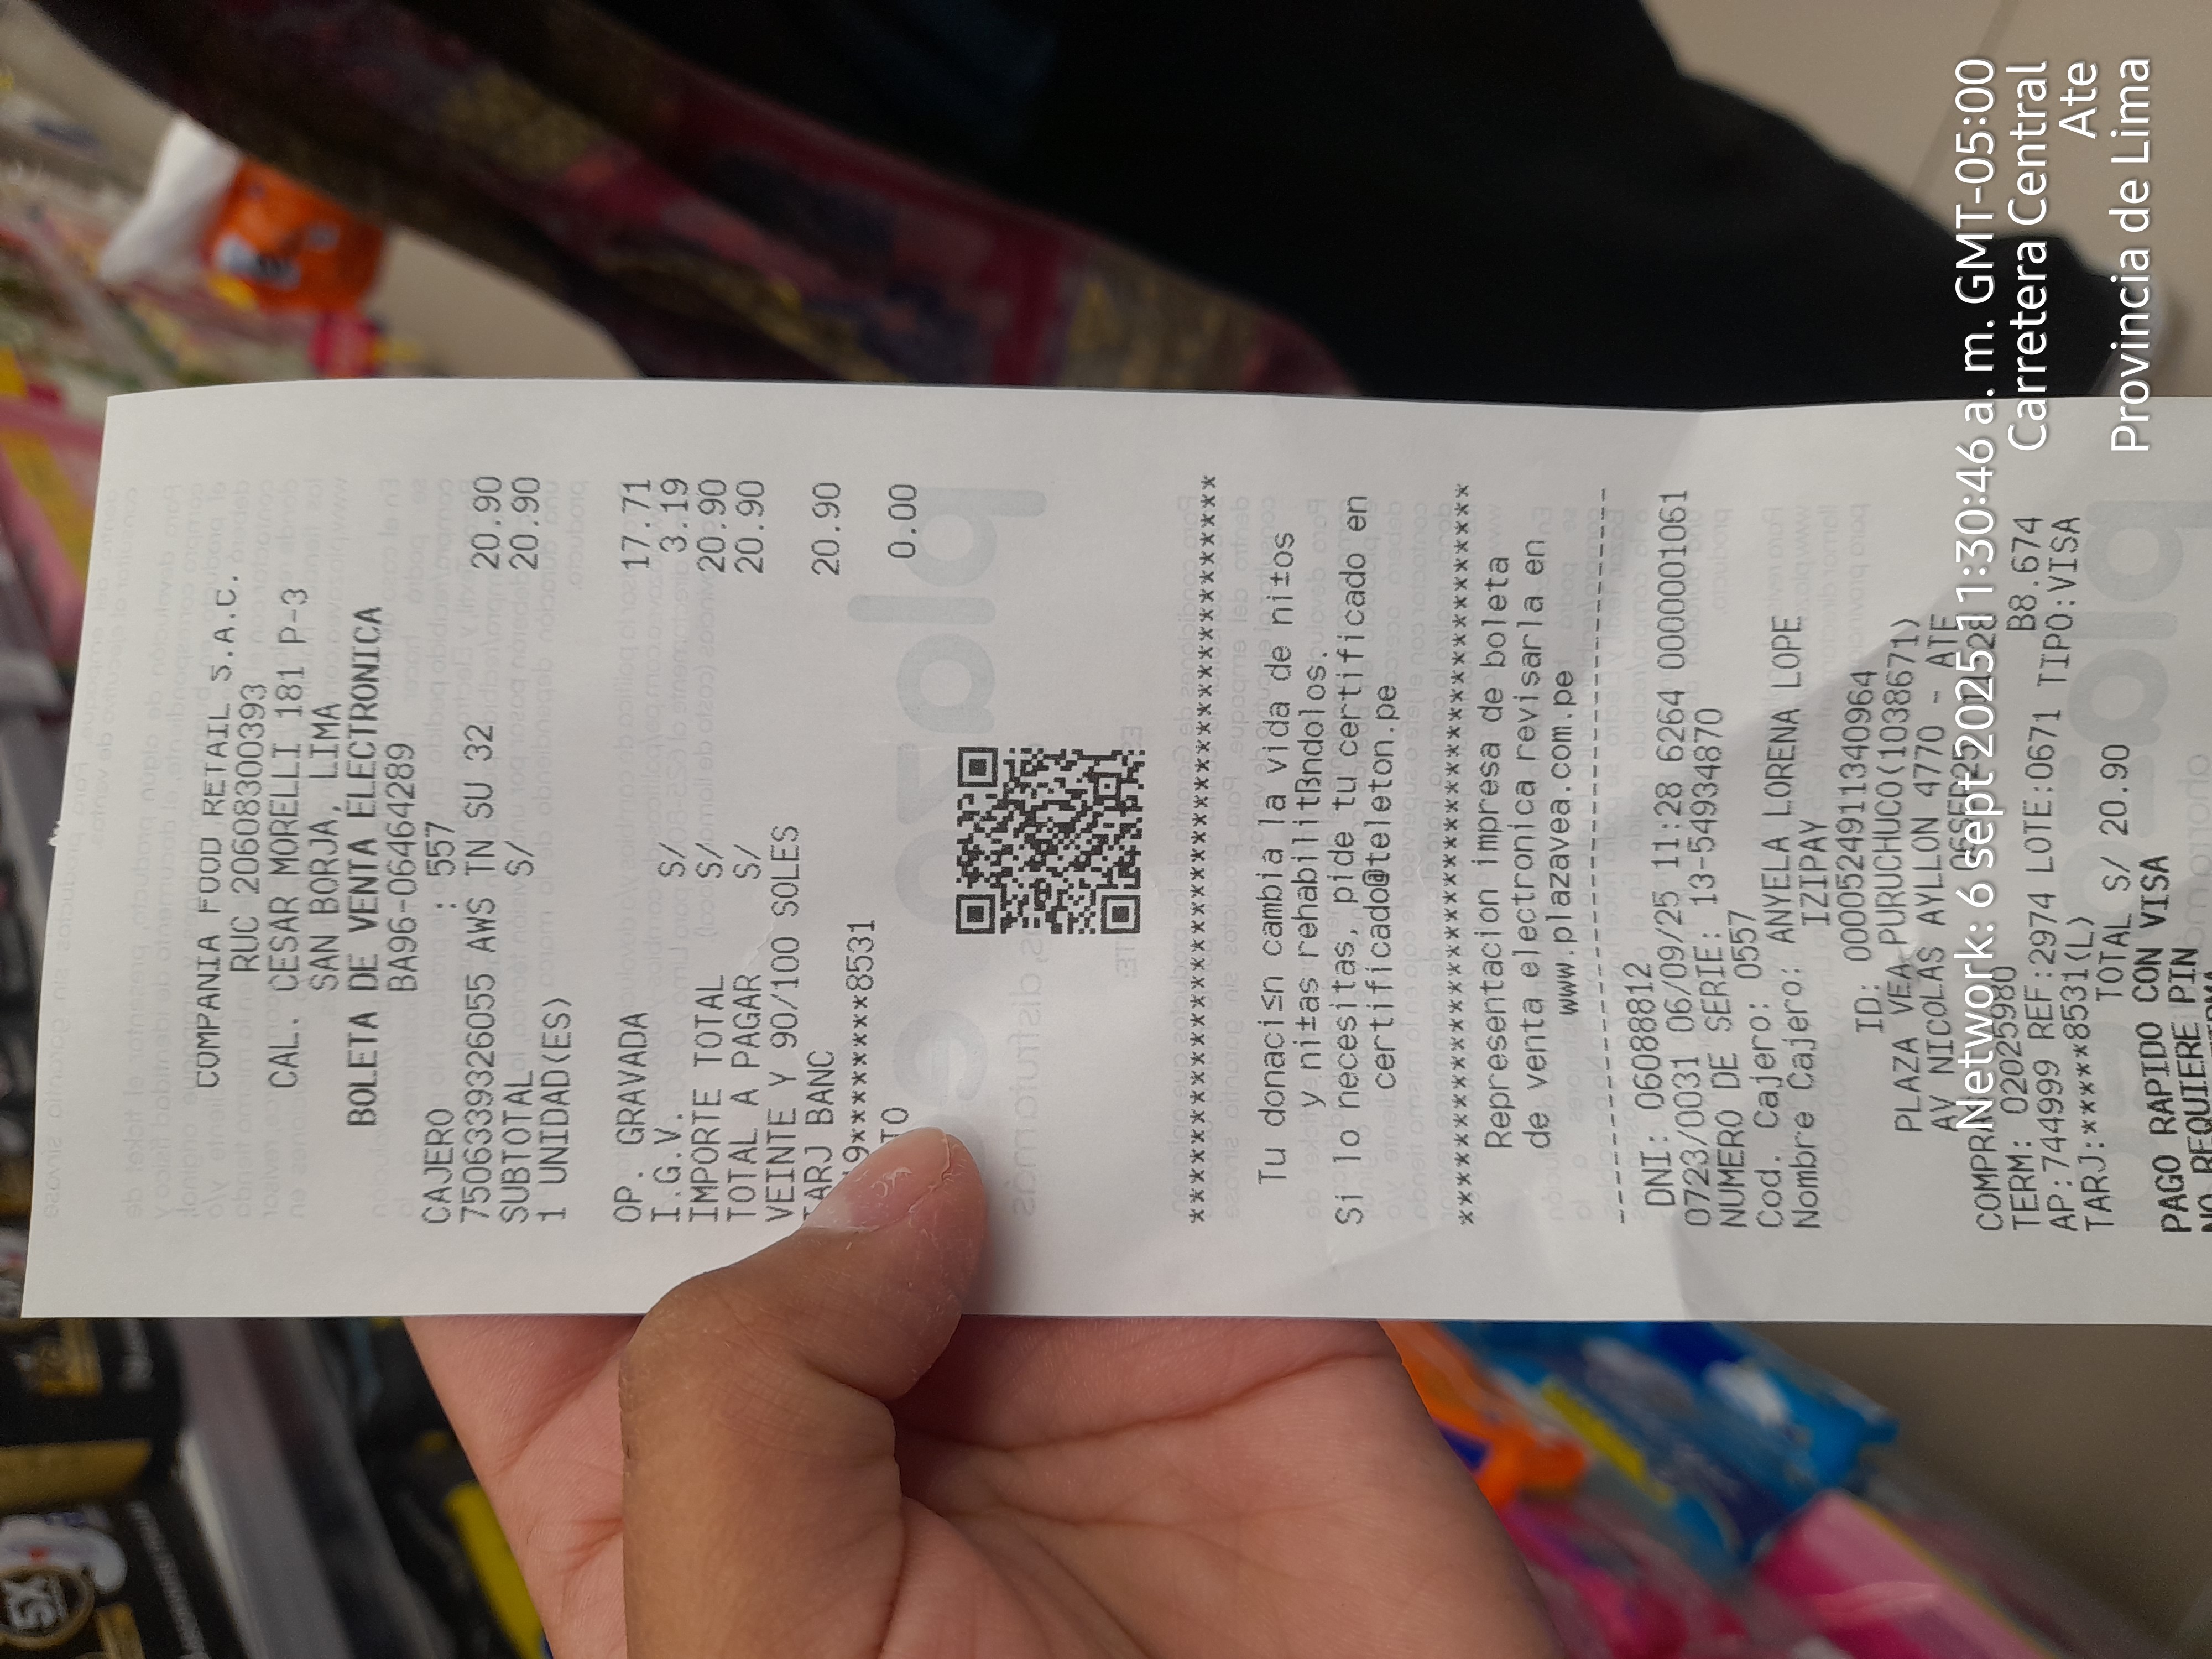 5X
COMPANIA FOOD RETAIL S.A.C.
RUC 20608300393
CAL. CESAR MORELLI 181 P-3
SAN BORJA, LIMA
BOLETA DE VENTA ELECTRONICA
BA96-06464289
CAJERO : 557
7506339326055 AWS TN SU 32 20.90
SUBTOTAL S/ 20.90
1 UNIDAD(ES)
OP. GRAVADA 17.71
I.G.V. S/ 3.19
IMPORTE TOTAL S/ 20.90
TOTAL A PAGAR S/ 20.90
VEINTE Y 90/100 SOLES
TARJ BANC 20.90
9********8531
TO 0.00
****************************************
Tu donaci≤n cambia la vida de ni±os
y ni±as rehabilitßndolos.
Si lo necesitas, pide tu certificado en
certificado@teleton.pe
****************************************
Representacion impresa de boleta
de venta electronica revisarla en
www.plazavea.com.pe
----------------------------------------
DNI: 06088812
0723/0031 06/09/25 11:28 6264 0000001061
NUMERO DE SERIE: 13-54934870
Cod. Cajero: 0557
Nombre Cajero: ANYELA LORENA LOPE
IZIPAY
ID: 0000524911340964
PLAZA VEA PURUCHUCO(1038671)
AV NICOLAS AYLLON 4770 - ATE
COMPRA 06SEP25 11:28
TERM: 02025980 B8.674
AP:744999 REF:2974 LOTE:0671 TIPO:VISA
TARJ:*****8531(L)
TOTAL S/ 20.90
PAGO RAPIDO CON VISA
NO REQUIERE PIN
Network: 6 sept 2025 11:30:46 a. m. GMT-05:00
Carretera Central
Ate
Provincia de Lima